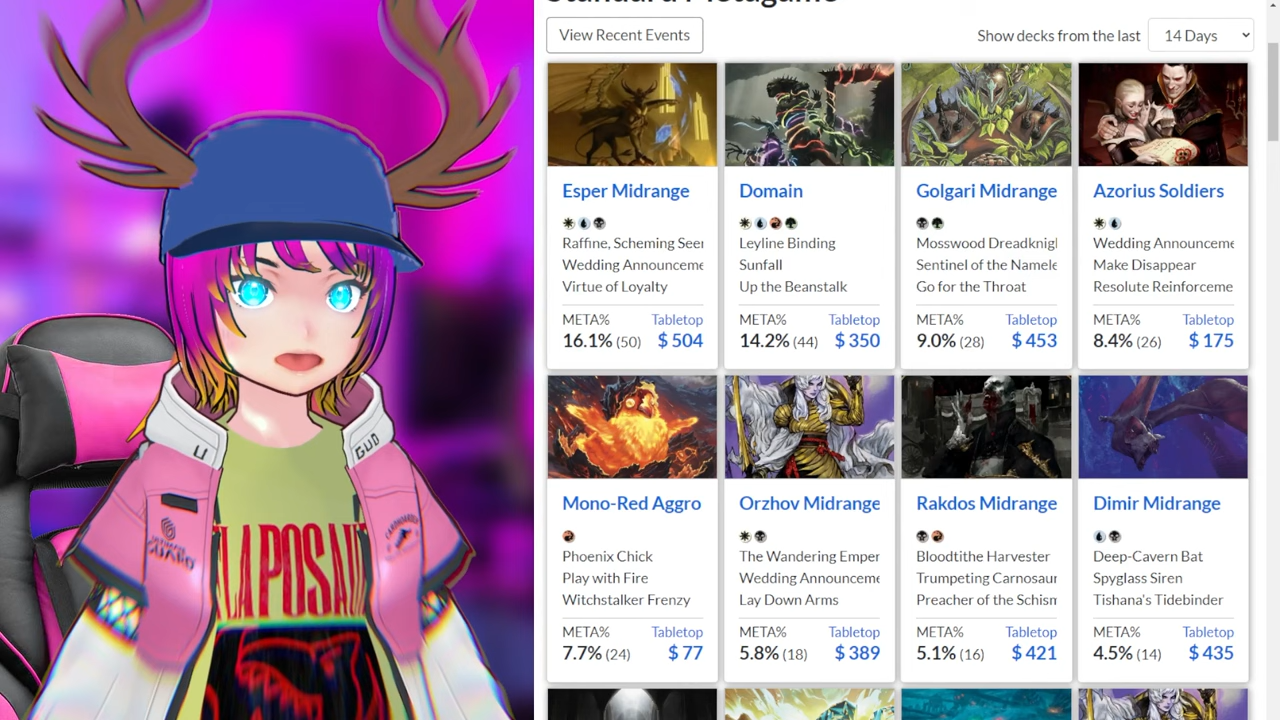 View Recent Events
Show decks from the last
14 Days
Esper Midrange
Raffine, Scheming Seer
Wedding Announceme
Virtue of Loyalty
META%
Tabletop
16.1% (50)
$ 504
Domain
Leyline Binding
Sunfall
Up the Beanstalk
META%
Tabletop
14.2% (44)
$ 350
Golgari Midrange
Mosswood Dreadknigl
Sentinel of the Namele
Go for the Throat
META%
Tabletop
9.0% (28)
$ 453
Azorius Soldiers
Wedding Announceme
Make Disappear
Resolute Reinforceme
META%
Tabletop
8.4% (26)
$ 175
Mono-Red Aggro
Phoenix Chick
Play with Fire
Witchstalker Frenzy
META%
Tabletop
7.7% (24)
$ 77
Orzhov Midrange
The Wandering Emper
Wedding Announceme
Lay Down Arms
META%
Tabletop
5.8% (18)
$ 389
Rakdos Midrange
Bloodtithe Harvester
Trumpeting Carnosaur
Preacher of the Schism
META%
Tabletop
5.1% (16)
$ 421
Dimir Midrange
Deep-Cavern Bat
Spyglass Siren
Tishana's Tidebinder
META%
Tabletop
4.5% (14)
$ 435
U
GUD
ULTIMATE
GUARD
LAPOSAU